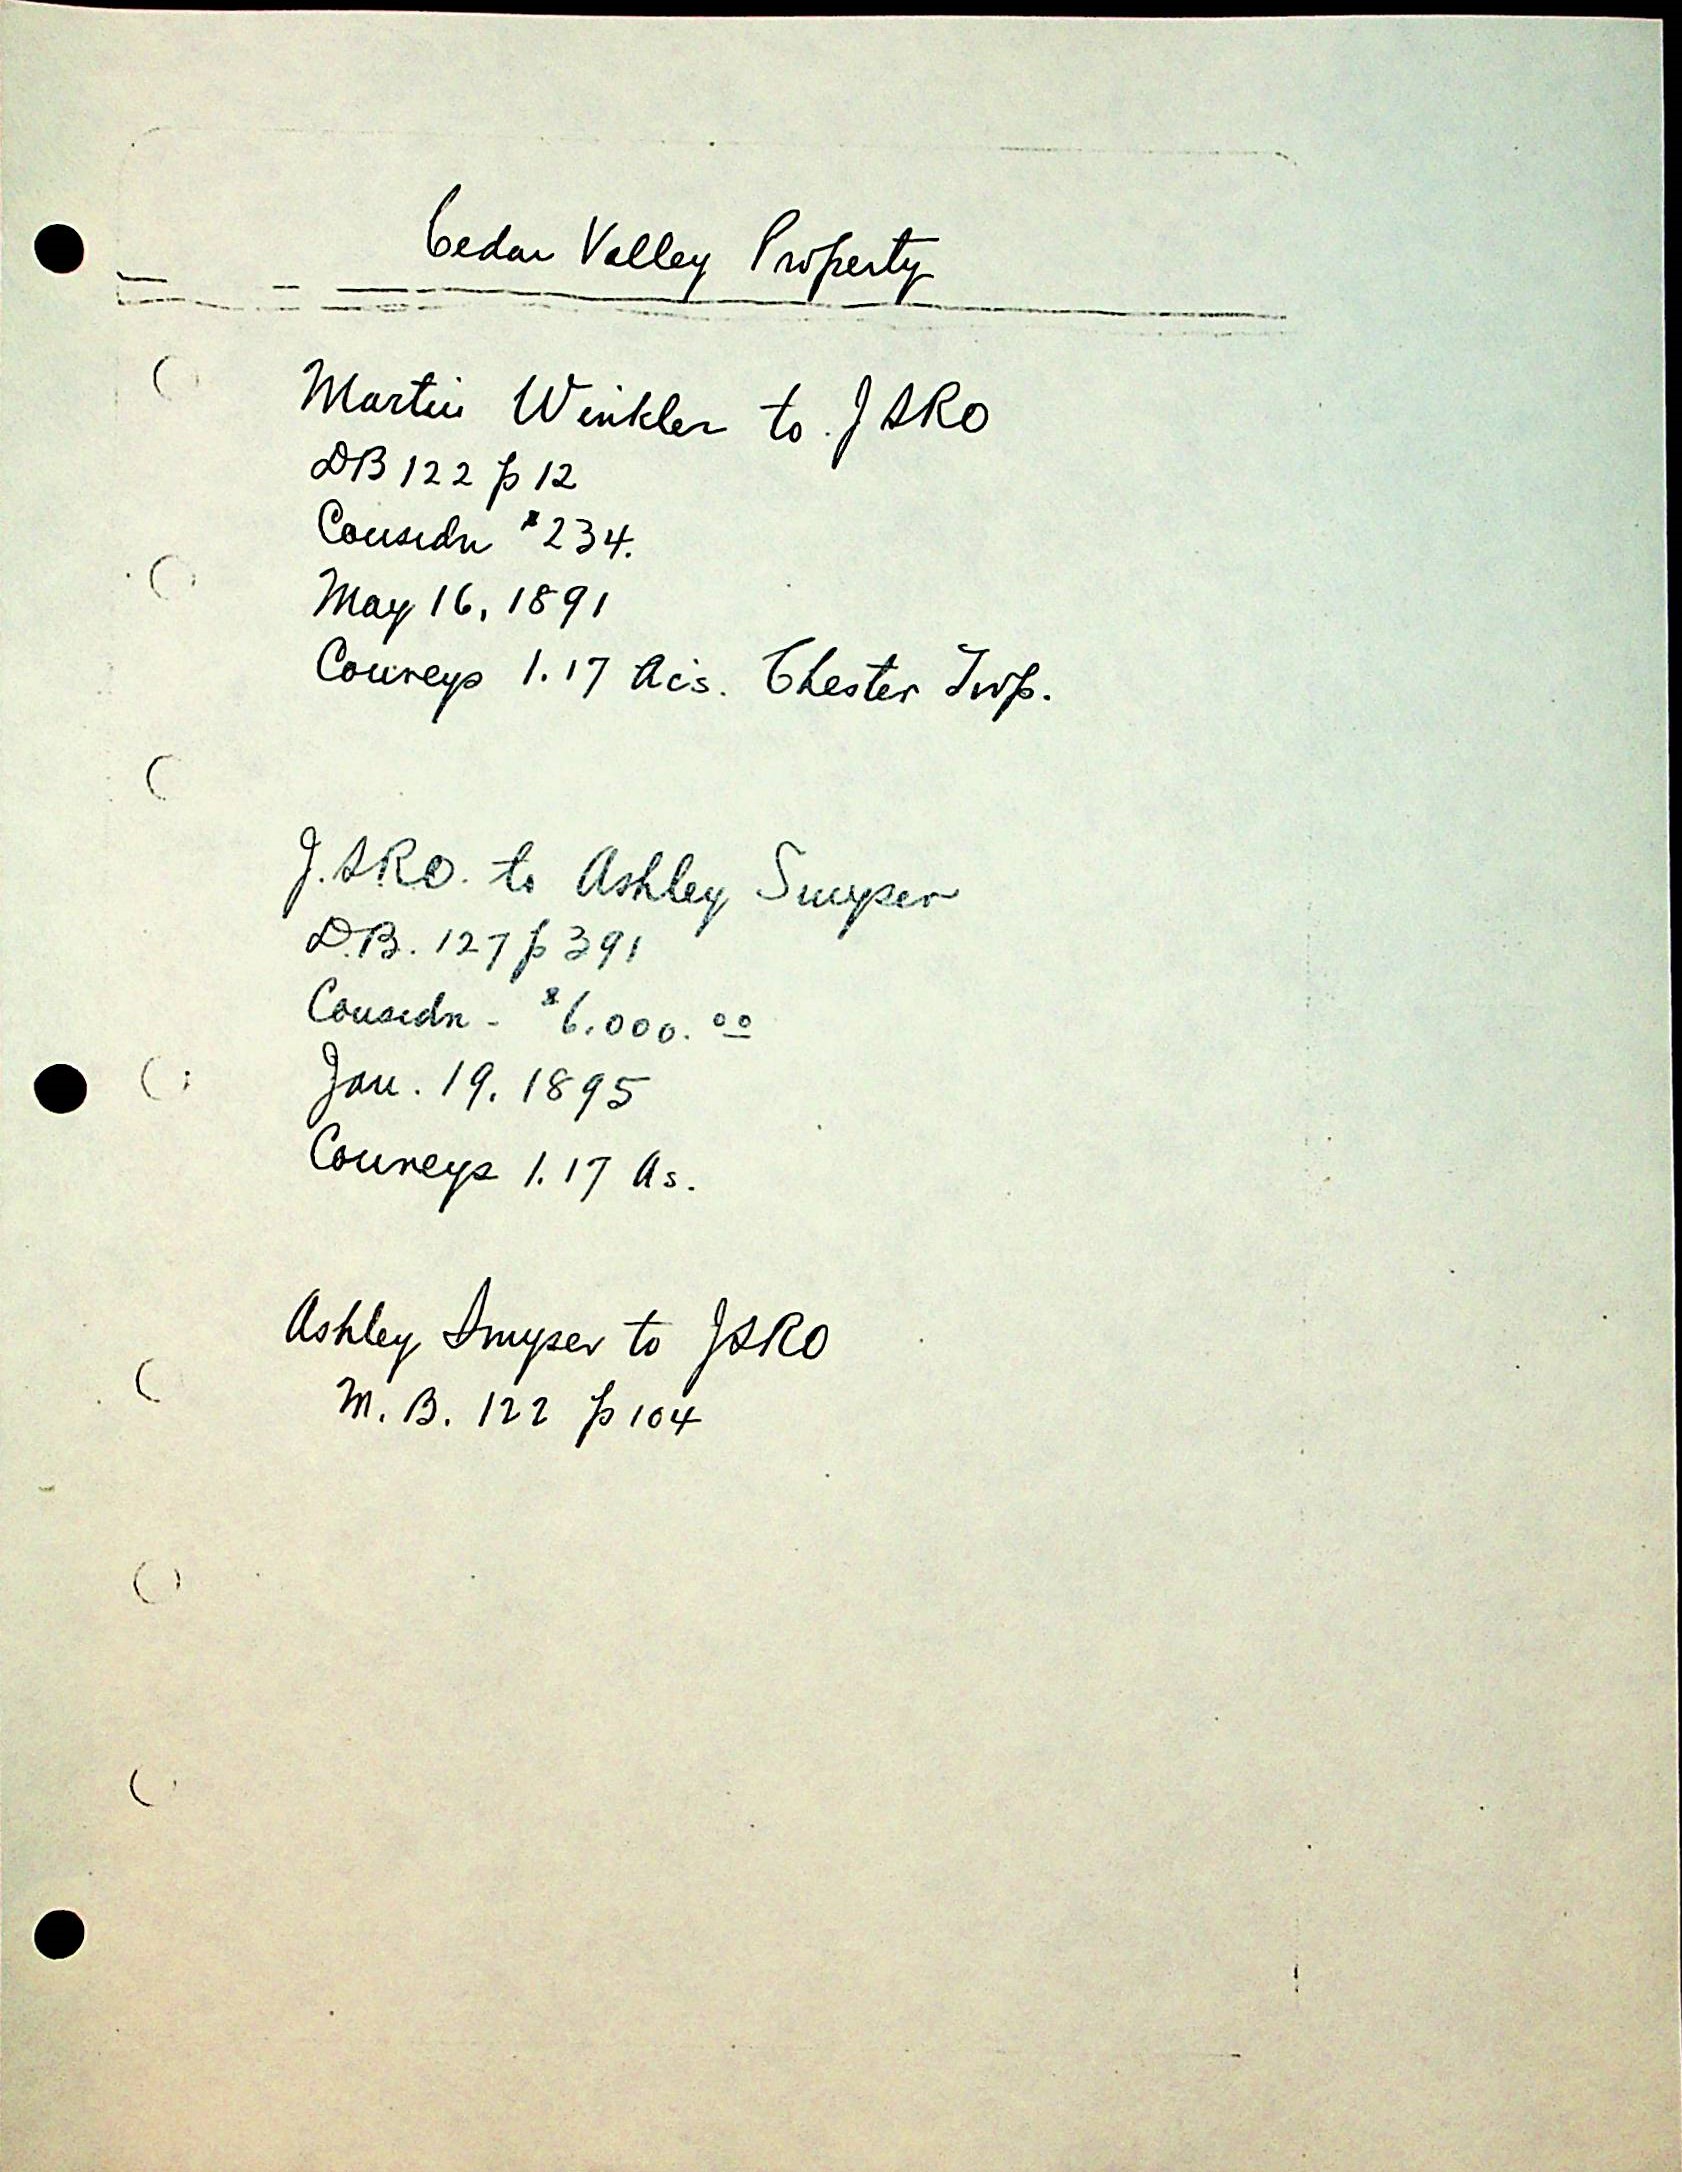 Cedar Valley Property
Martin Winkler to JSRO
DB 122 p 12
Considn $234.
May 16, 1891
Conveys 1.17 Acs. Chester Twp.
J.SRO. to Ashley Smyser
D.B. 127 p 391
Considn - $6,000.00
Jan. 19, 1895
Conveys 1.17 As.
Ashley Smyser to JSRO
M. B. 122 p 104